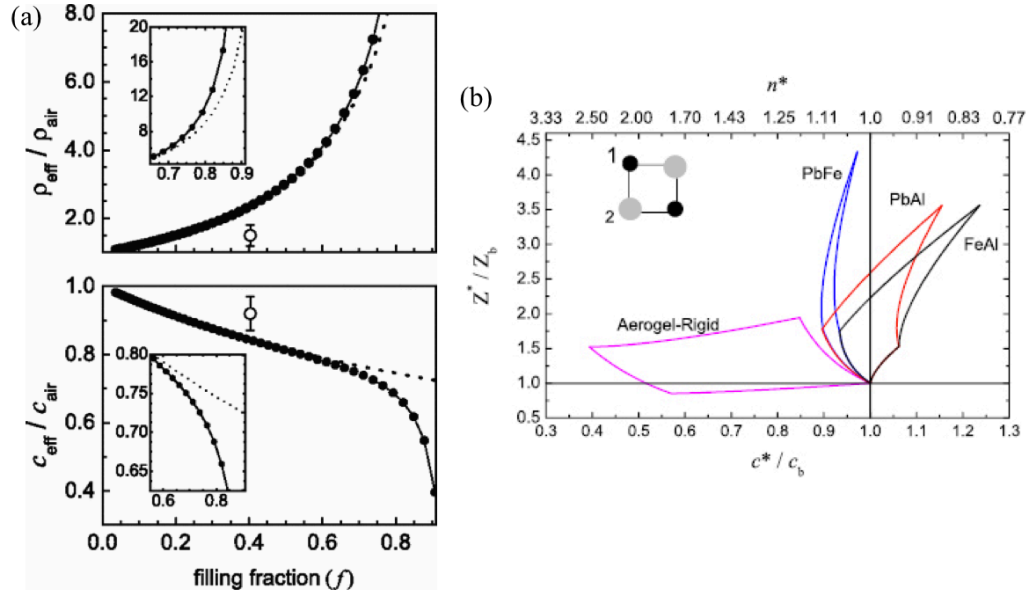 (a)
ρeff / ρair
8.0
6.0
4.0
2.0
20
16
12
8
0.7 0.8 0.9
ceff / cair
1.0
0.8
0.6
0.4
0.80
0.75
0.70
0.65
0.6 0.8
0.0 0.2 0.4 0.6 0.8
filling fraction (f)
(b)
n*
3.33 2.50 2.00 1.70 1.43 1.25 1.11 1.0 0.91 0.83 0.77
Z* / Zb
5.0
4.5
4.0
3.5
3.0
2.5
2.0
1.5
1.0
0.5
1
2
PbFe
PbAl
FeAl
Aerogel-Rigid
0.3 0.4 0.5 0.6 0.7 0.8 0.9 1.0 1.1 1.2 1.3
c* / cb